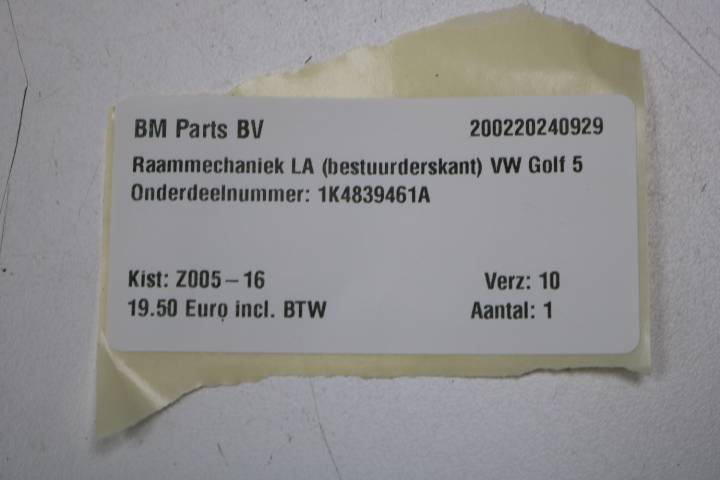 BM Parts BV 200220240929
Raammechaniek LA (bestuurderskant) VW Golf 5
Onderdeelnummer: 1K4839461A
Kist: Z005-16 Verz: 10
19.50 Euro incl. BTW Aantal: 1